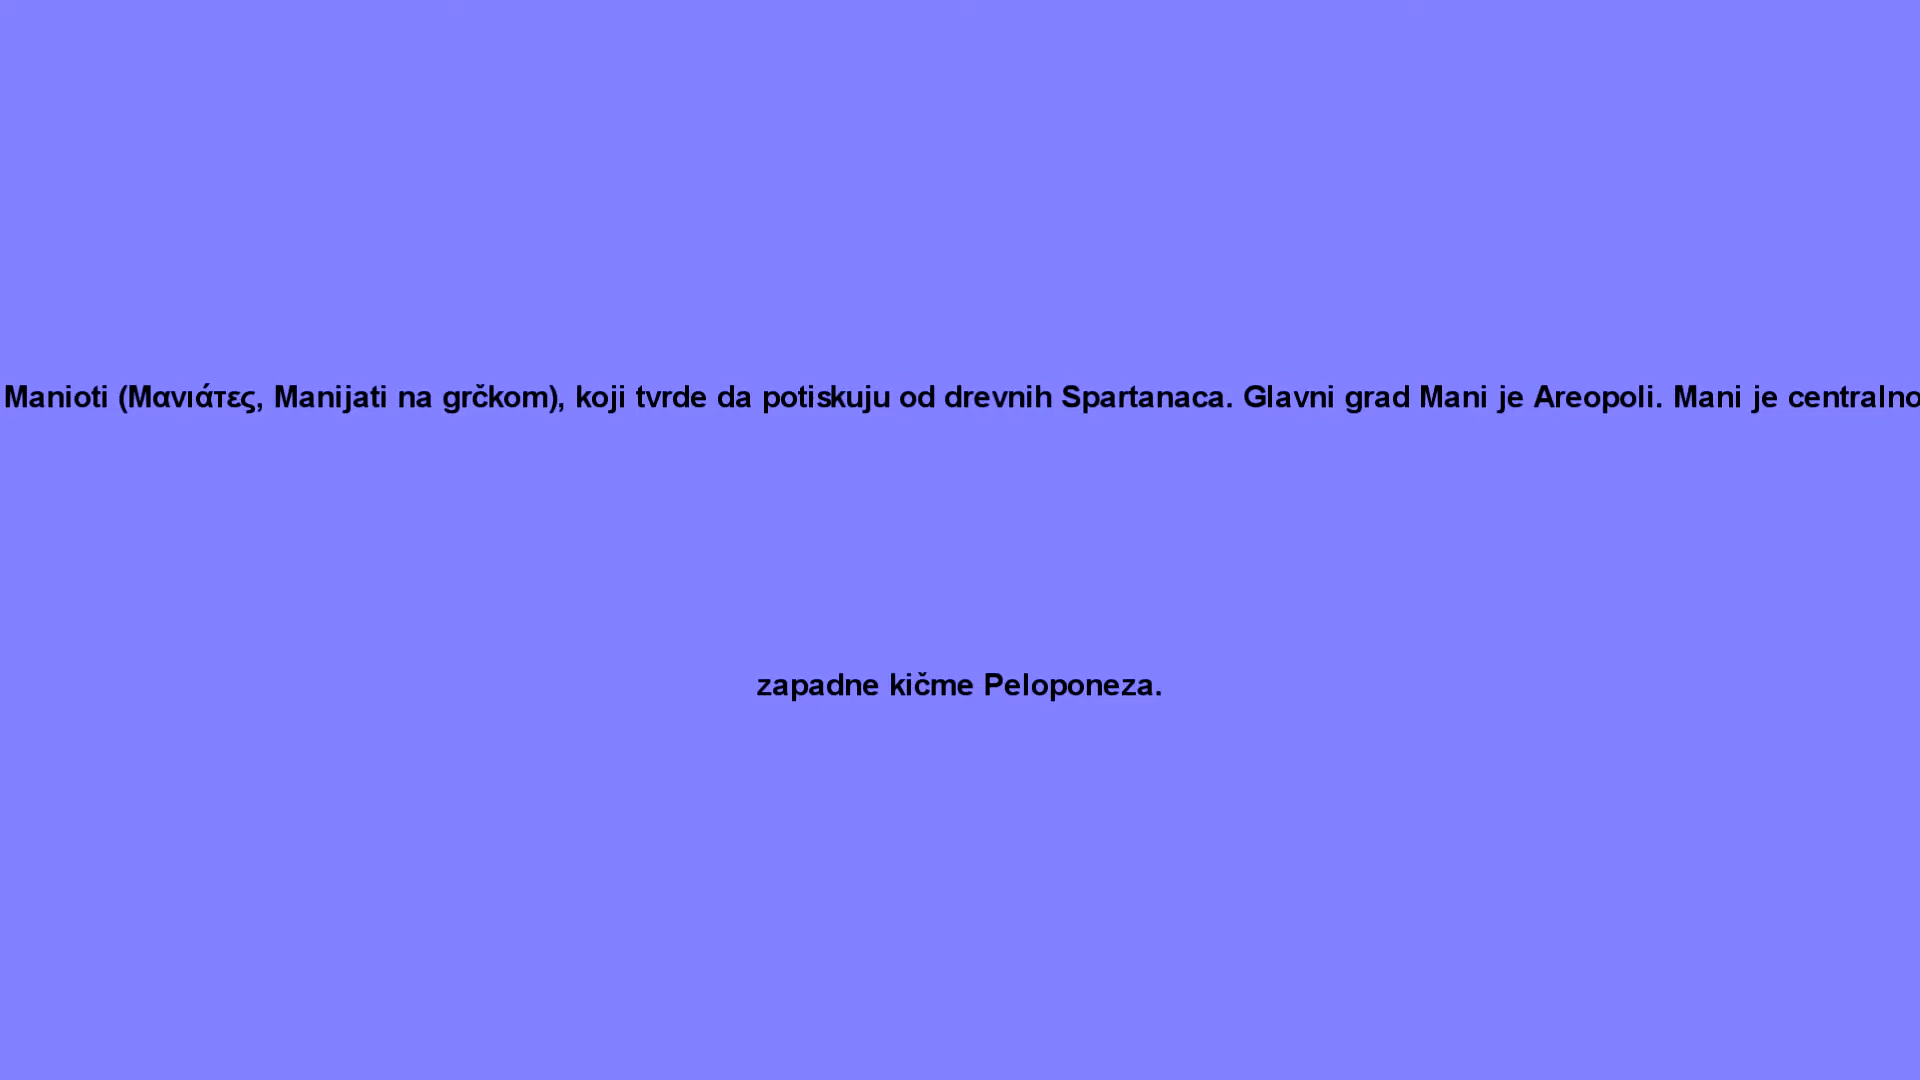 Manioti (Μανιάτες, Manijati na grčkom), koji tvrde da potiskuju od drevnih Spartanaca. Glavni grad Mani je Areopoli. Mani je centralno
zapadne kičme Peloponeza.